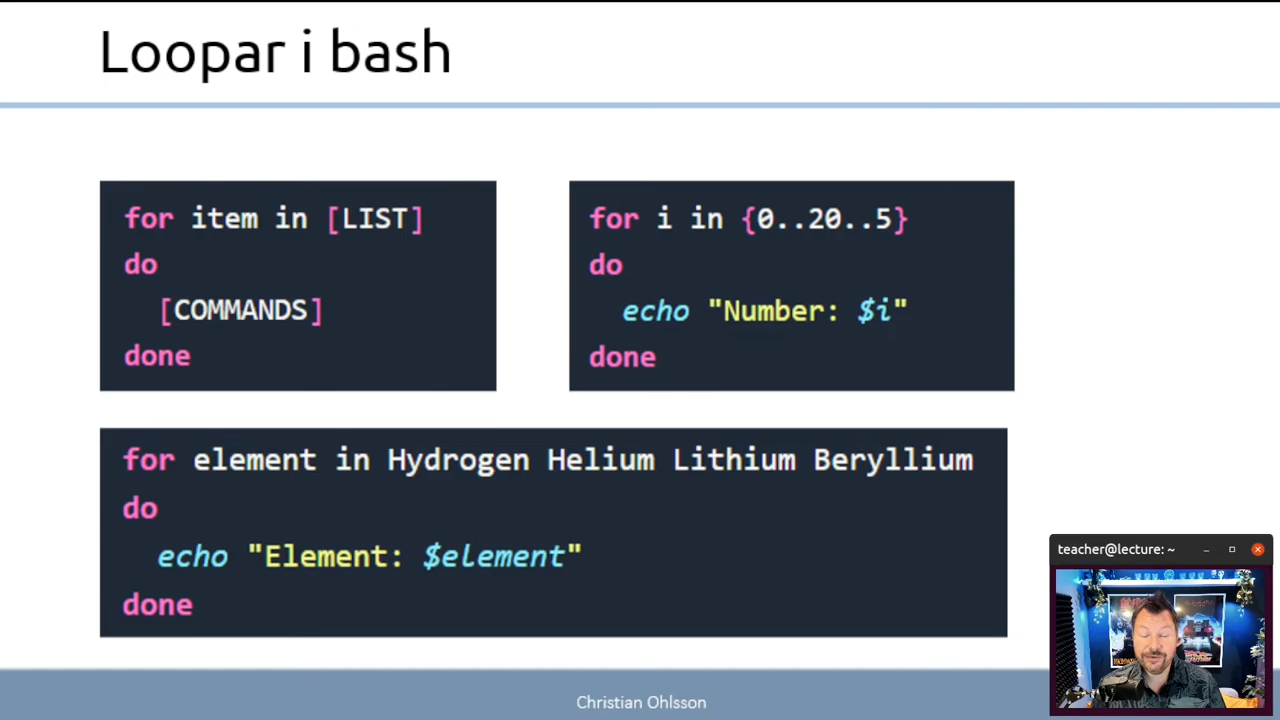 Loopar i bash
for item in [LIST]
do
  [COMMANDS]
done
for i in {0..20..5}
do
  echo "Number: $i"
done
for element in Hydrogen Helium Lithium Beryllium
do
  echo "Element: $element"
done
teacher@lecture: ~
Christian Ohlsson